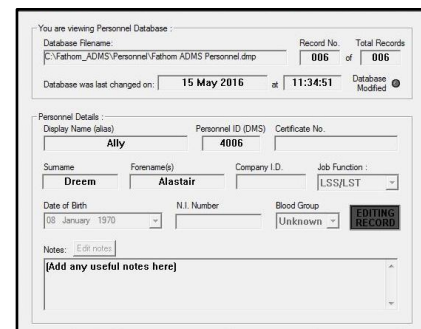 You are viewing Personnel Database :
Database Filename: Record No. Total Records
C:\Fathom_ADMS\Personnel\Fathom ADMS Personnel.dmp 006 of 006
Database was last changed on: 15 May 2016 at 11:34:51 Database Modified
Personnel Details :
Display Name (alias) Personnel ID (DMS) Certificate No.
Ally 4006
Surname Forename(s) Company I.D. Job Function :
Dreem Alastair LSS/LST
Date of Birth N.I. Number Blood Group
08 January 1970 Unknown EDITING RECORD
Notes: Edit notes
(Add any useful notes here)